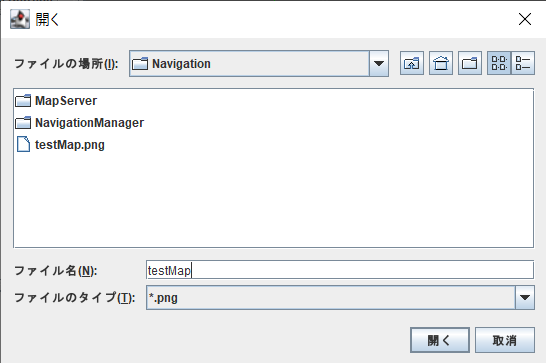 開く
ファイルの場所(I): Navigation
MapServer
NavigationManager
testMap.png
ファイル名(N): testMap
ファイルのタイプ(T): *.png
開く 取消